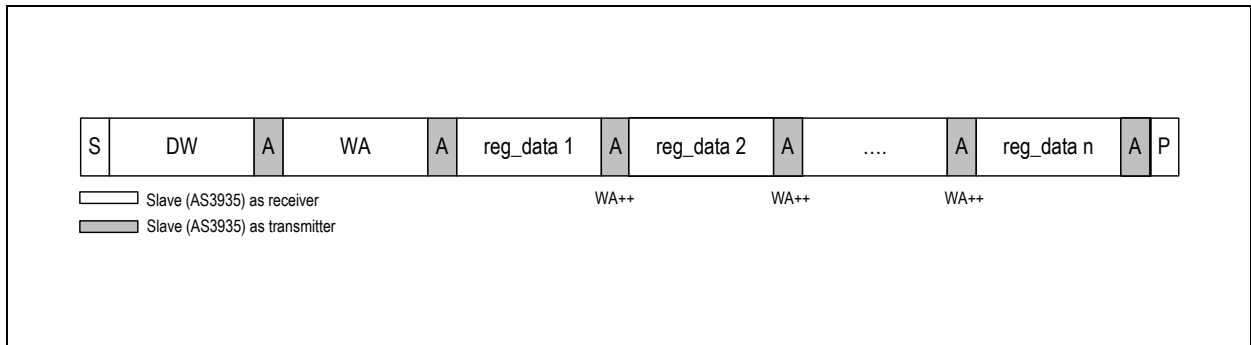 S DW A WA A reg_data 1 A reg_data 2 A .... A reg_data n A P
WA++ WA++ WA++
Slave (AS3935) as receiver
Slave (AS3935) as transmitter